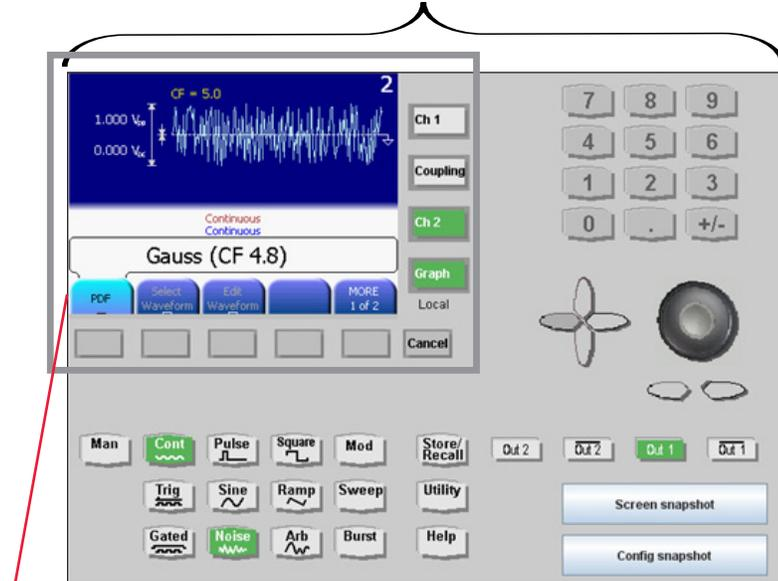 2
CF = 5.0
1.000 Vpp
0.000 VDC
Continuous
Continuous
Gauss (CF 4.8)
PDF
Select
Waveform
Edit
Waveform
MORE
1 of 2
Ch 1
Coupling
Ch 2
Graph
Local
Cancel
7 8 9
4 5 6
1 2 3
0 . +/-
Man Cont Pulse Square Mod Store/
Recall
Out 2 Out 2 Out 1 Out 1
Trig Sine Ramp Sweep Utility
Screen snapshot
Gated Noise Arb Burst Help
Config snapshot